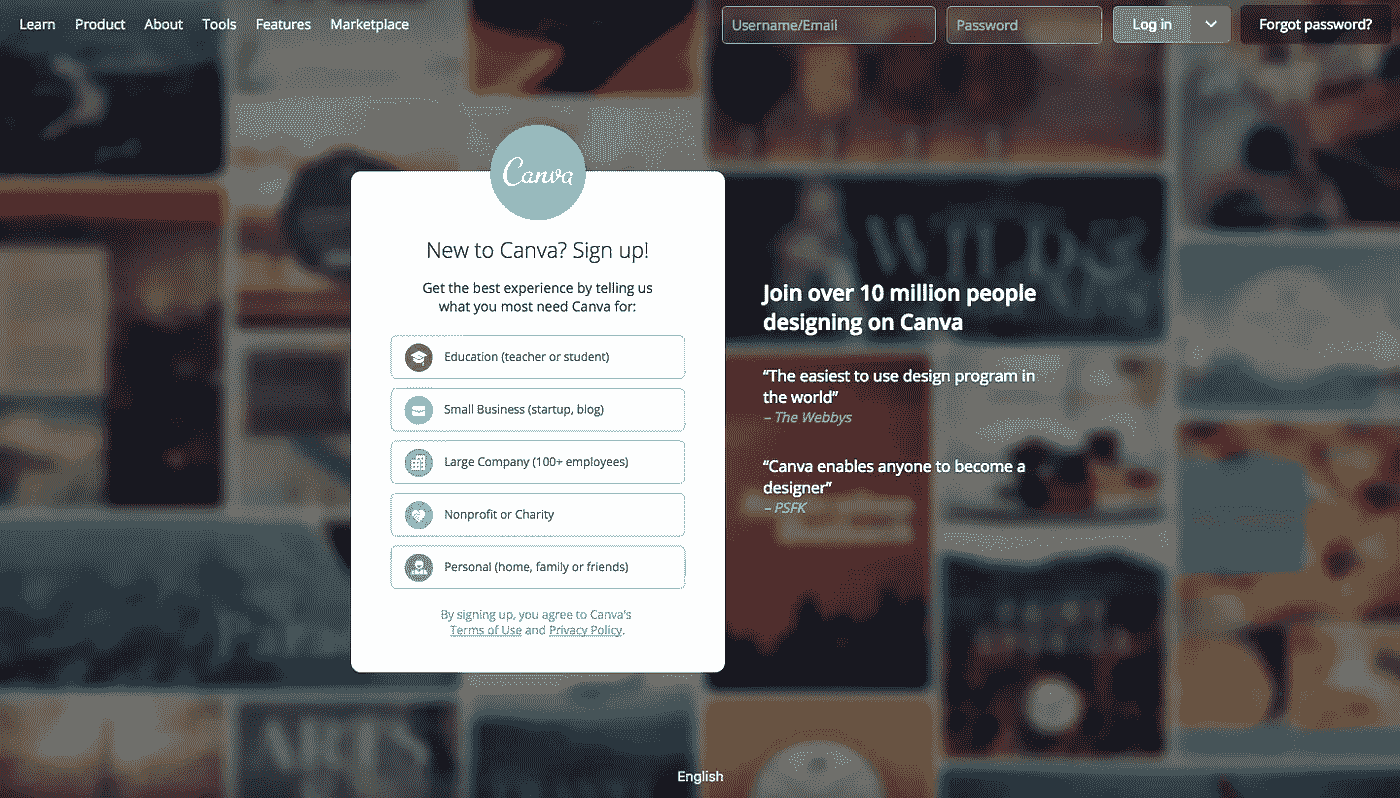 Learn Product About Tools Features Marketplace
Username/Email Password Log in Forgot password?
Canva
New to Canva? Sign up!
Get the best experience by telling us
what you most need Canva for:
Education (teacher or student)
Small Business (startup, blog)
Large Company (100+ employees)
Nonprofit or Charity
Personal (home, family or friends)
By signing up, you agree to Canva's
Terms of Use and Privacy Policy.
Join over 10 million people
designing on Canva
“The easiest to use design program in
the world”
– The Webbys
“Canva enables anyone to become a
designer”
– PSFK
WILD &
ARTS
English